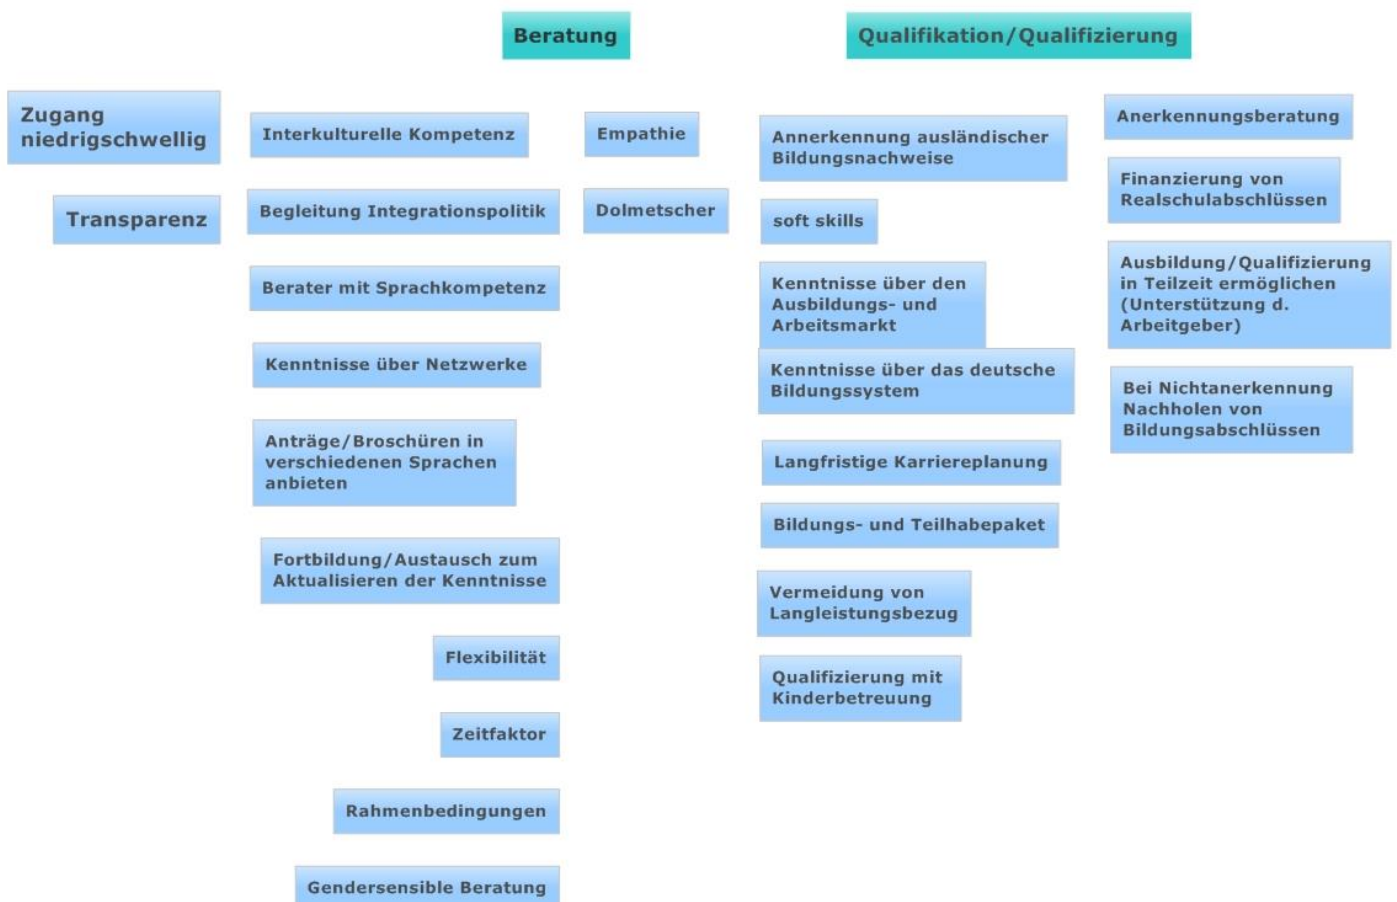 Beratung
Qualifikation/Qualifizierung
Zugang
niedrigschwellig
Transparenz
Interkulturelle Kompetenz
Begleitung Integrationspolitik
Berater mit Sprachkompetenz
Kenntnisse über Netzwerke
Anträge/Broschüren in
verschiedenen Sprachen
anbieten
Fortbildung/Austausch zum
Aktualisieren der Kenntnisse
Flexibilität
Zeitfaktor
Rahmenbedingungen
Gendersensible Beratung
Empathie
Dolmetscher
Annerkennung ausländischer
Bildungsnachweise
soft skills
Kenntnisse über den
Ausbildungs- und
Arbeitsmarkt
Kenntnisse über das deutsche
Bildungssystem
Langfristige Karriereplanung
Bildungs- und Teilhabepaket
Vermeidung von
Langleistungsbezug
Qualifizierung mit
Kinderbetreuung
Anerkennungsberatung
Finanzierung von
Realschulabschlüssen
Ausbildung/Qualifizierung
in Teilzeit ermöglichen
(Unterstützung d.
Arbeitgeber)
Bei Nichtanerkennung
Nachholen von
Bildungsabschlüssen